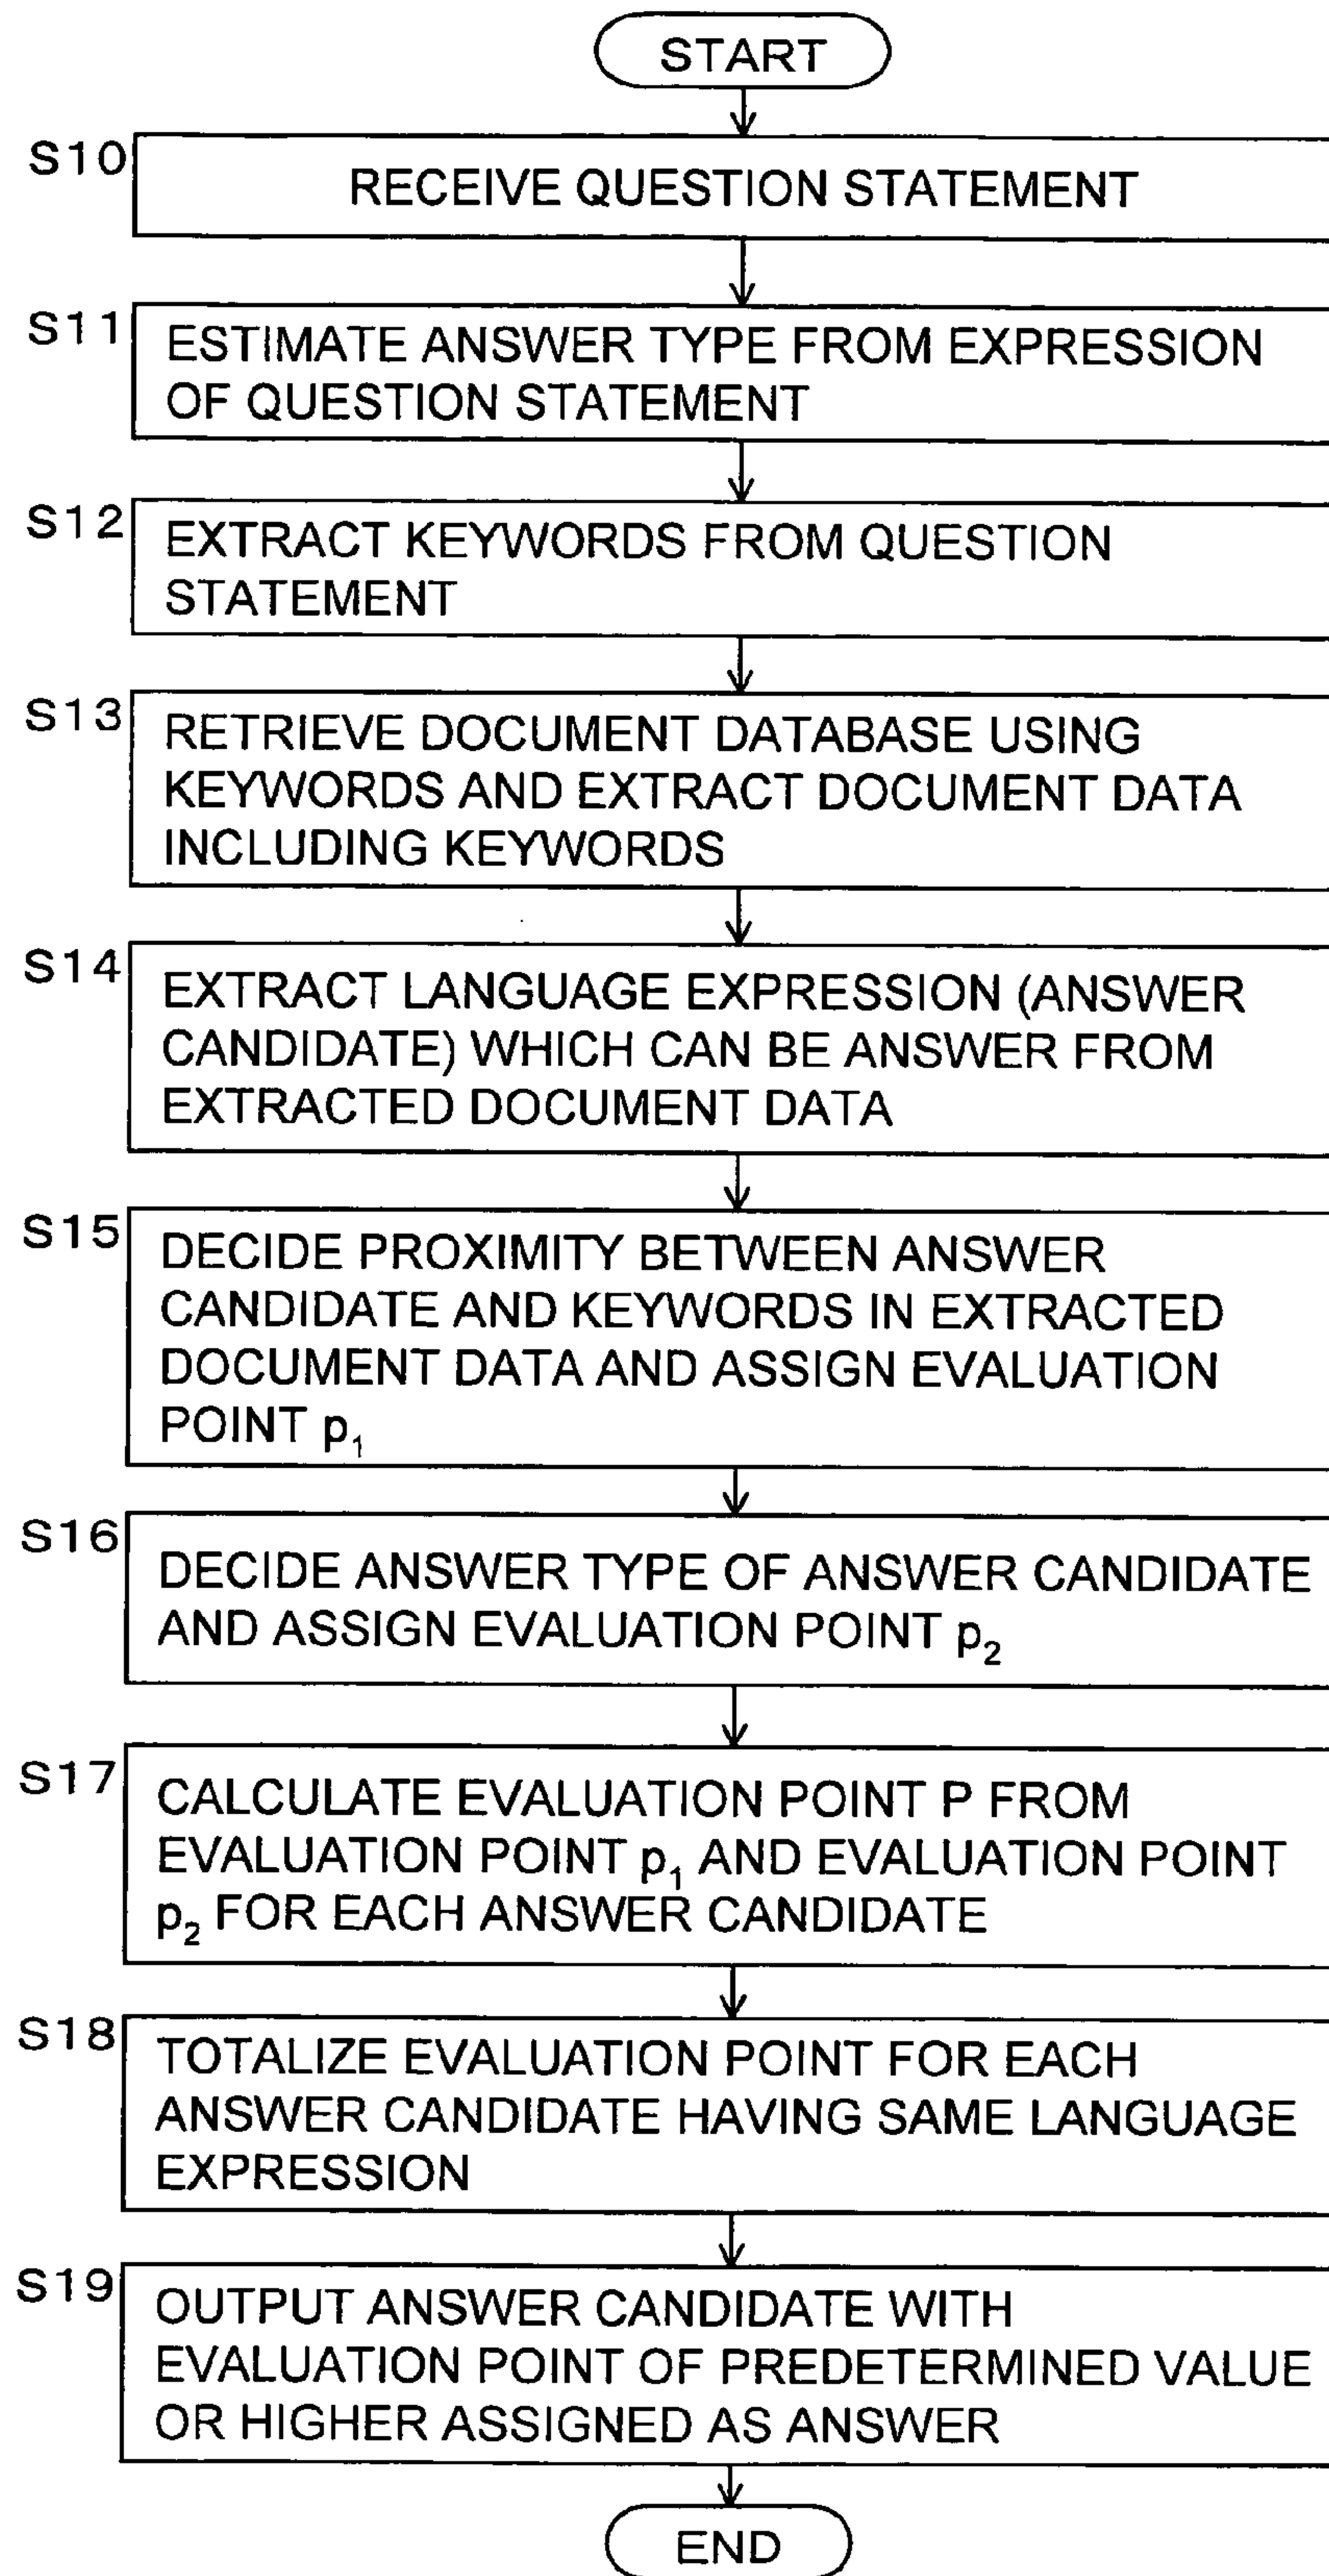 START
S10
RECEIVE QUESTION STATEMENT
S11
ESTIMATE ANSWER TYPE FROM EXPRESSION
OF QUESTION STATEMENT
S12
EXTRACT KEYWORDS FROM QUESTION
STATEMENT
S13
RETRIEVE DOCUMENT DATABASE USING
KEYWORDS AND EXTRACT DOCUMENT DATA
INCLUDING KEYWORDS
S14
EXTRACT LANGUAGE EXPRESSION (ANSWER
CANDIDATE) WHICH CAN BE ANSWER FROM
EXTRACTED DOCUMENT DATA
S15
DECIDE PROXIMITY BETWEEN ANSWER
CANDIDATE AND KEYWORDS IN EXTRACTED
DOCUMENT DATA AND ASSIGN EVALUATION
POINT p₁
S16
DECIDE ANSWER TYPE OF ANSWER CANDIDATE
AND ASSIGN EVALUATION POINT p₂
S17
CALCULATE EVALUATION POINT P FROM
EVALUATION POINT p₁ AND EVALUATION POINT
p₂ FOR EACH ANSWER CANDIDATE
S18
TOTALIZE EVALUATION POINT FOR EACH
ANSWER CANDIDATE HAVING SAME LANGUAGE
EXPRESSION
S19
OUTPUT ANSWER CANDIDATE WITH
EVALUATION POINT OF PREDETERMINED VALUE
OR HIGHER ASSIGNED AS ANSWER
END